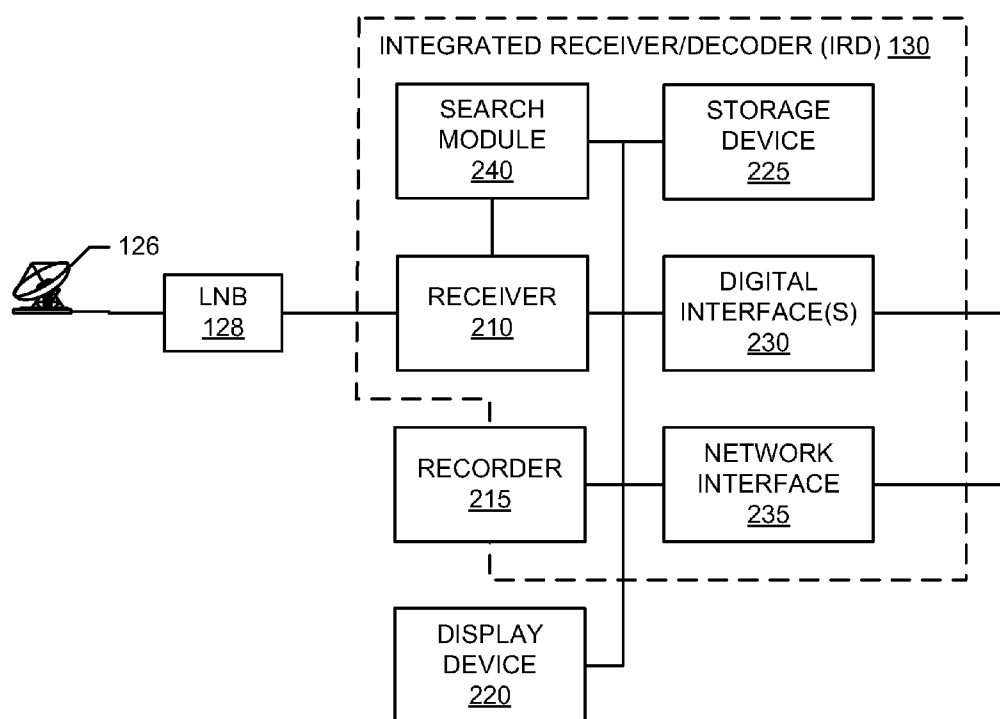 INTEGRATED RECEIVER/DECODER (IRD) 130
SEARCH
MODULE
240
STORAGE
DEVICE
225
126
LNB
128
RECEIVER
210
DIGITAL
INTERFACE(S)
230
RECORDER
215
NETWORK
INTERFACE
235
DISPLAY
DEVICE
220